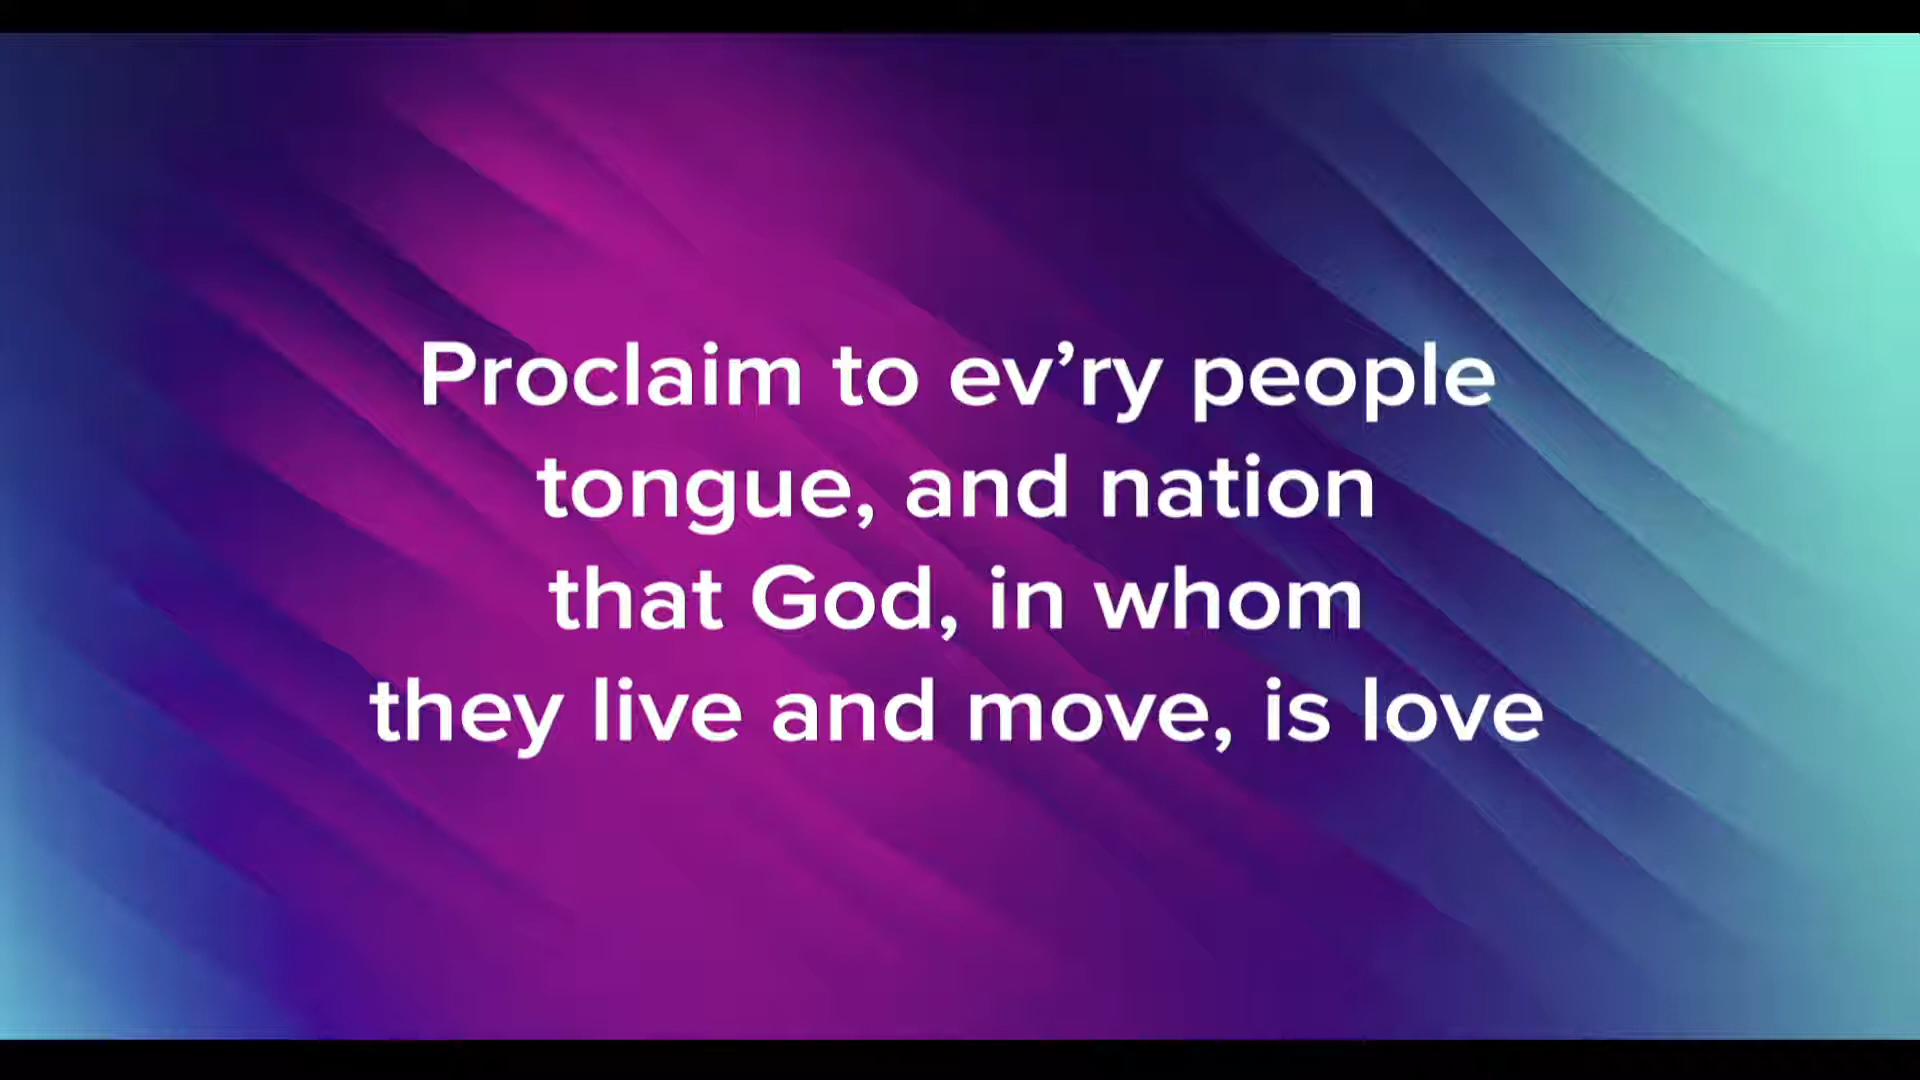 Proclaim to ev’ry people
tongue, and nation
that God, in whom
they live and move, is love